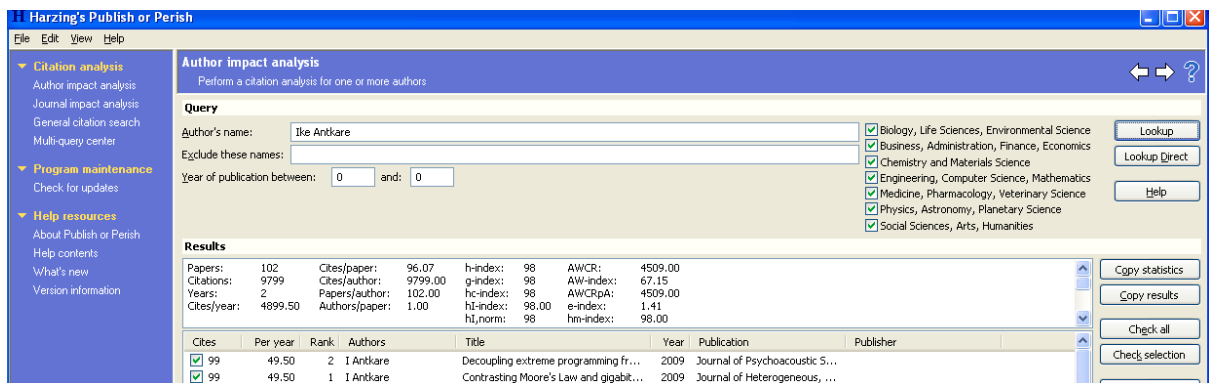 H Harzing's Publish or Perish
File Edit View Help
Citation analysis
Author impact analysis
Journal impact analysis
General citation search
Multi-query center
Program maintenance
Check for updates
Help resources
About Publish or Perish
Help contents
What's new
Version information
Author impact analysis
Perform a citation analysis for one or more authors
?
Query
Author's name: Ike Antkare
Exclude these names:
Year of publication between: 0 and: 0
Biology, Life Sciences, Environmental Science
Business, Administration, Finance, Economics
Chemistry and Materials Science
Engineering, Computer Science, Mathematics
Medicine, Pharmacology, Veterinary Science
Physics, Astronomy, Planetary Science
Social Sciences, Arts, Humanities
Lookup
Lookup Direct
Help
Results
Papers: 102 Cites/paper: 96.07 h-index: 98 AWCR: 4509.00
Citations: 9799 Cites/author: 9799.00 g-index: 98 AW-index: 67.15
Years: 2 Papers/author: 102.00 hc-index: 98 AWCRpA: 4509.00
Cites/year: 4899.50 Authors/paper: 1.00 hI-index: 98.00 e-index: 1.41
hI,norm: 98 hm-index: 98.00
Copy statistics
Copy results
Check all
Check selection
Cites Per year Rank Authors Title Year Publication Publisher
99 49.50 2 I Antkare Decoupling extreme programming fr... 2009 Journal of Psychoacoustic S...
99 49.50 1 I Antkare Contrasting Moore's Law and gigabit... 2009 Journal of Heterogeneous, ...